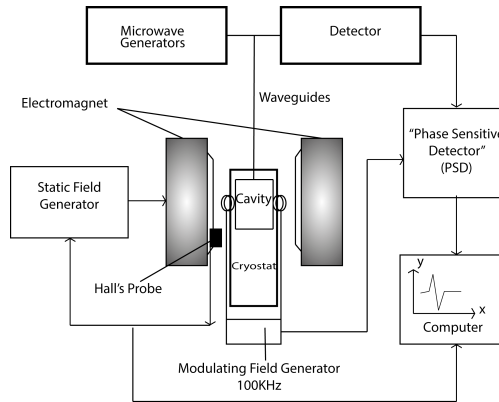 Microwave
Generators
Detector
Waveguides
Electromagnet
"Phase Sensitive
Detector"
(PSD)
Static Field
Generator
Cavity
Cryostat
Hall's Probe
y
x
Computer
Modulating Field Generator
100KHz